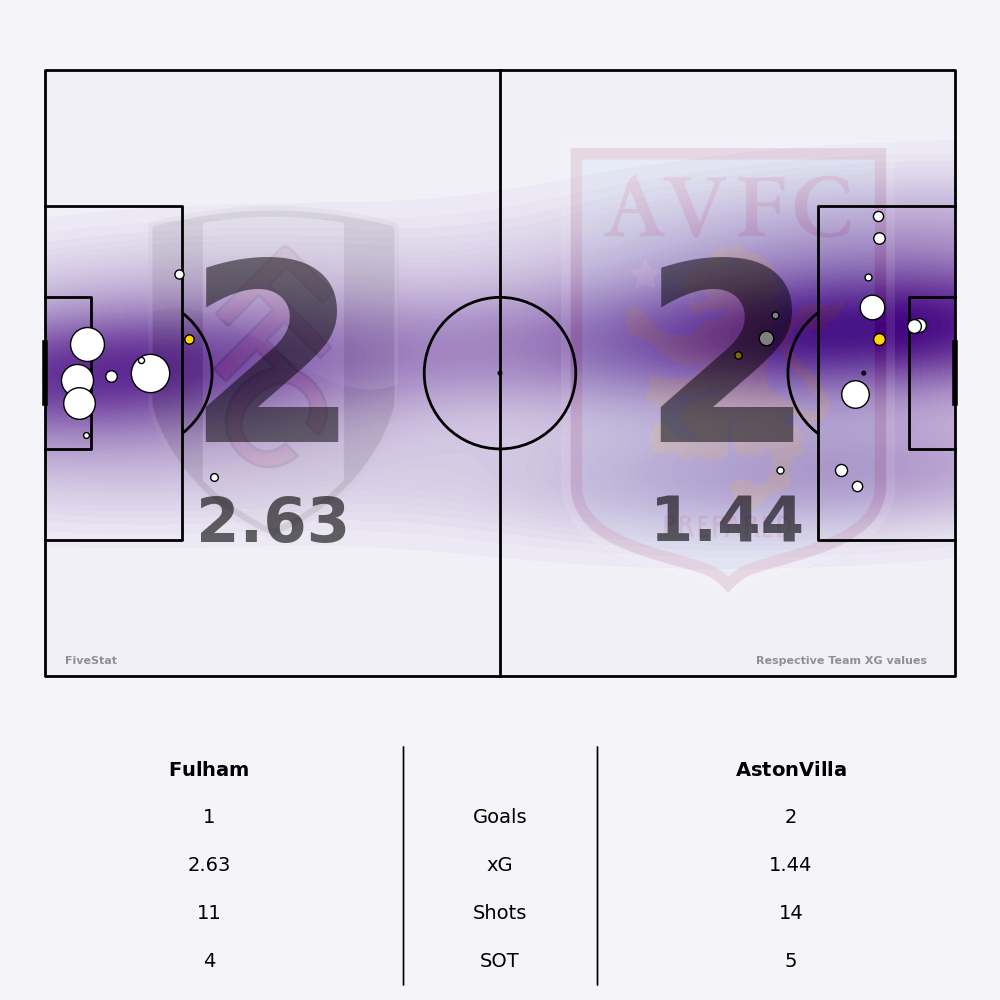 AVFC
2 2
PREPARED
2.63 1.44
FiveStat Respective Team XG values
Fulham AstonVilla
1 Goals 2
2.63 xG 1.44
11 Shots 14
4 SOT 5